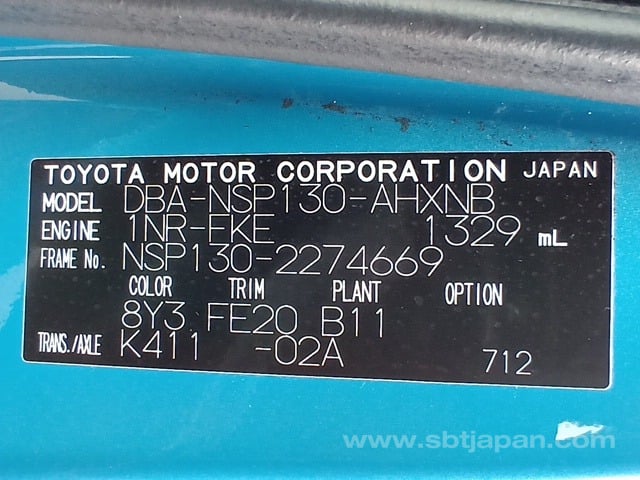 TOYOTA MOTOR CORPORATION JAPAN
MODEL DBA-NSP130-AHXNB
ENGINE 1NR-FKE 1329 mL
FRAME No. NSP130-2274669
COLOR TRIM PLANT OPTION
8Y3 FE20 B11
TRANS./AXLE K411 -02A 712
www.sbtjapan.com